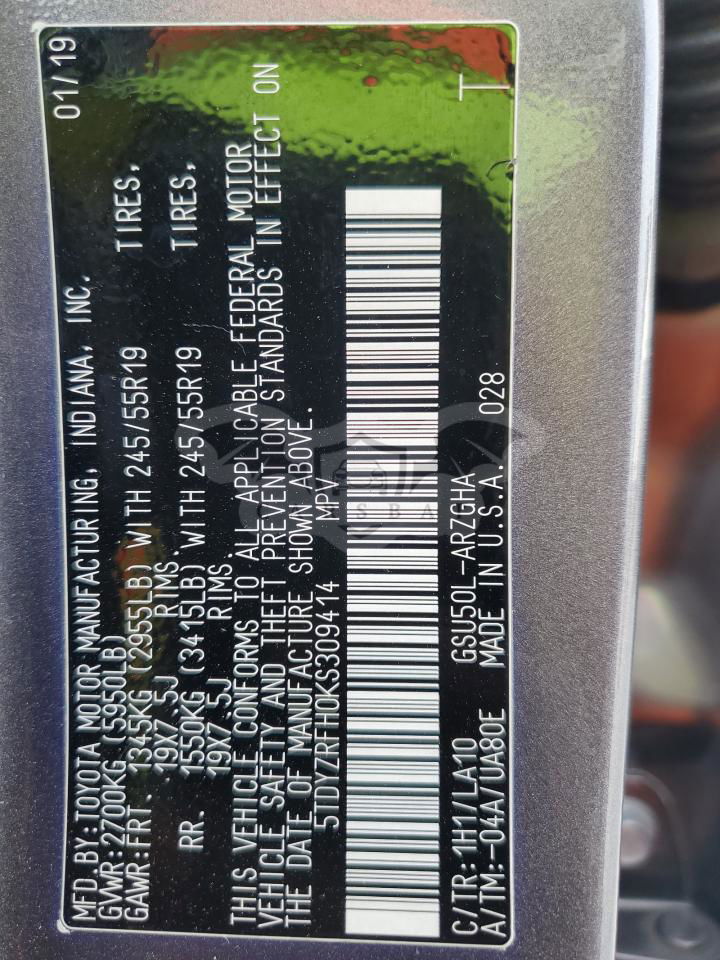 MFD.BY:TOYOTA MOTOR MANUFACTURING, INDIANA, INC. 01/19
GVWR:2700KG (5950LB)
GAWR:FRT. 1345KG (2955LB) WITH 245/55R19 TIRES,
19X7.5J RIMS.
RR. 1550KG (3415LB) WITH 245/55R19 TIRES,
19X7.5J RIMS.
THIS VEHICLE CONFORMS TO ALL APPLICABLE FEDERAL MOTOR
VEHICLE SAFETY AND THEFT PREVENTION STANDARDS IN EFFECT ON
THE DATE OF MANUFACTURE SHOWN ABOVE.
5TDYZRFH0KS309414 MPV
C/TR:1H1/LA10 GSU50L-ARZGHA
A/TM:-04A/UA80E MADE IN U.S.A. 028 T